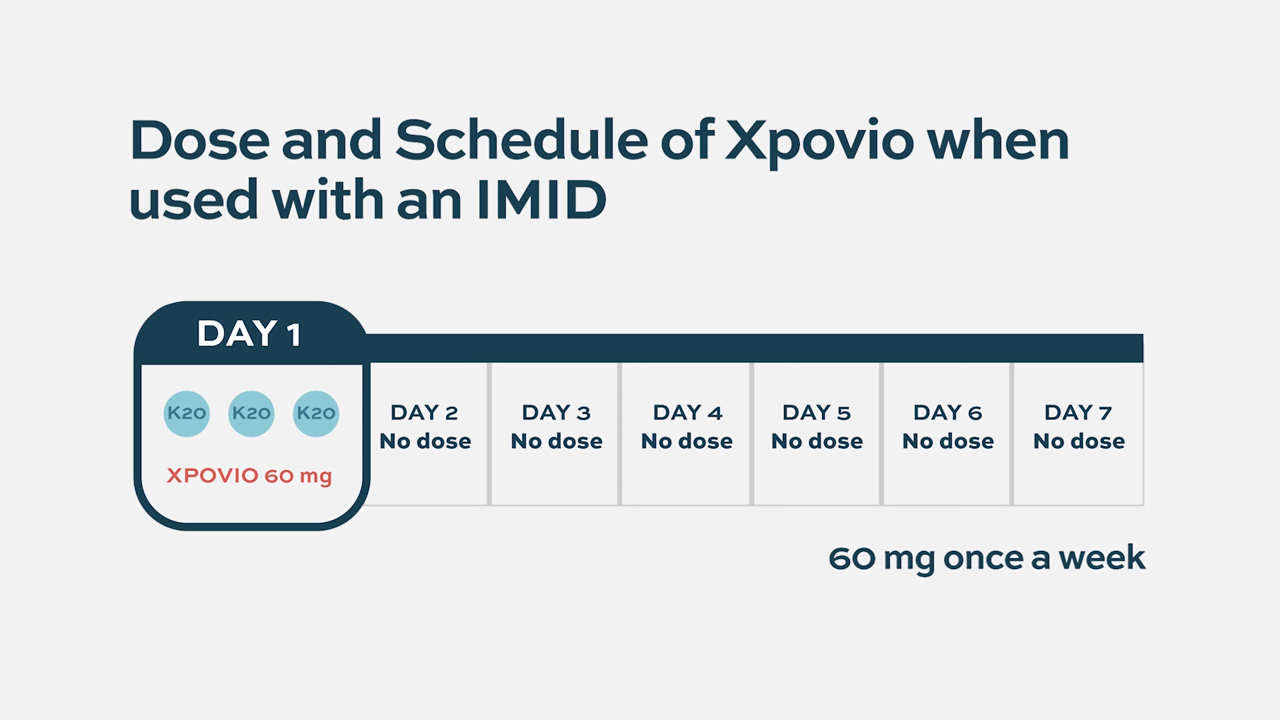 Dose and Schedule of Xpovio when
used with an IMID
DAY 1
K20 K20 K20
XPOVIO 60 mg
DAY 2
No dose
DAY 3
No dose
DAY 4
No dose
DAY 5
No dose
DAY 6
No dose
DAY 7
No dose
60 mg once a week